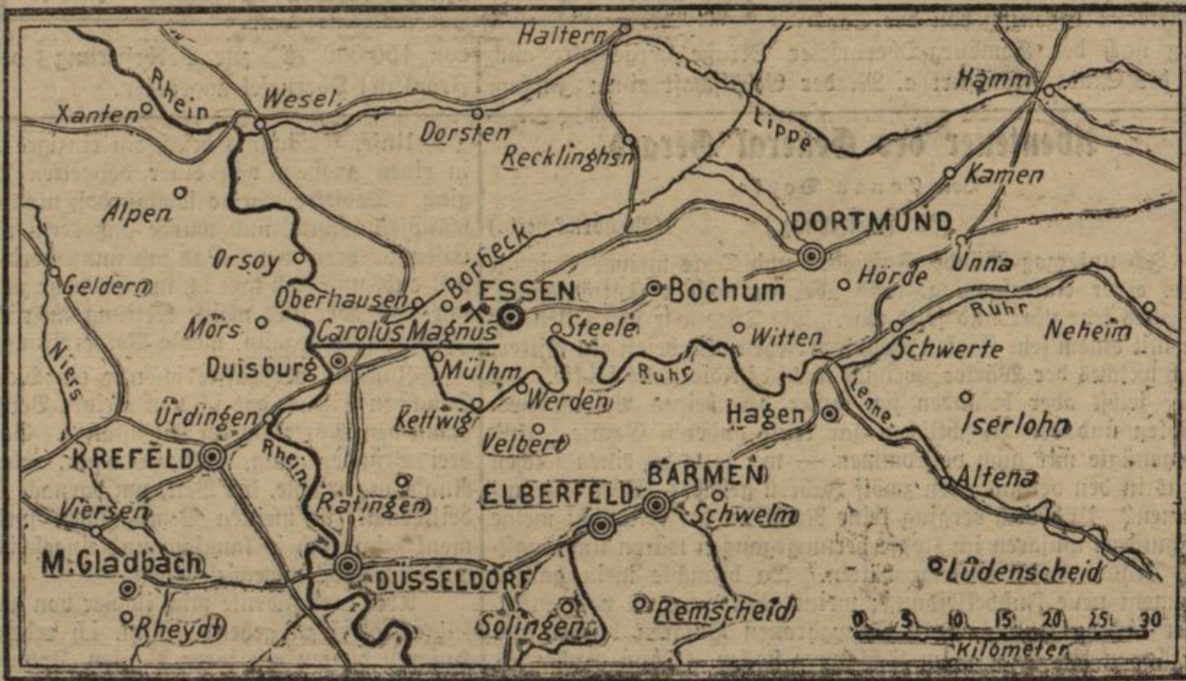 Haltern
Hamm
Rhein
Xanten
Wesel
Dorsten
Lippe
Recklinghsn
Kamen
Alpen
DORTMUND
Orsoy
Borbeck
Unna
Geldern
Oberhausen
ESSEN
Bochum
Hörde
Mörs
Carolus Magnus
Steele
Witten
Ruhr
Neheim
Schwerte
Duisburg
Mülhm
Niers
Ruhr
Werden
Lenne
Kettwig
Hagen
Iserlohn
Ürdingen
Velbert
KREFELD
Rhein
BARMEN
Altena
Ratingen
ELBERFELD
Schwelm
Viersen
M. Gladbach
DÜSSELDORF
Lüdenscheid
Rheydt
Solingen
Remscheid
0 5 10 15 20 25 30
Kilometer